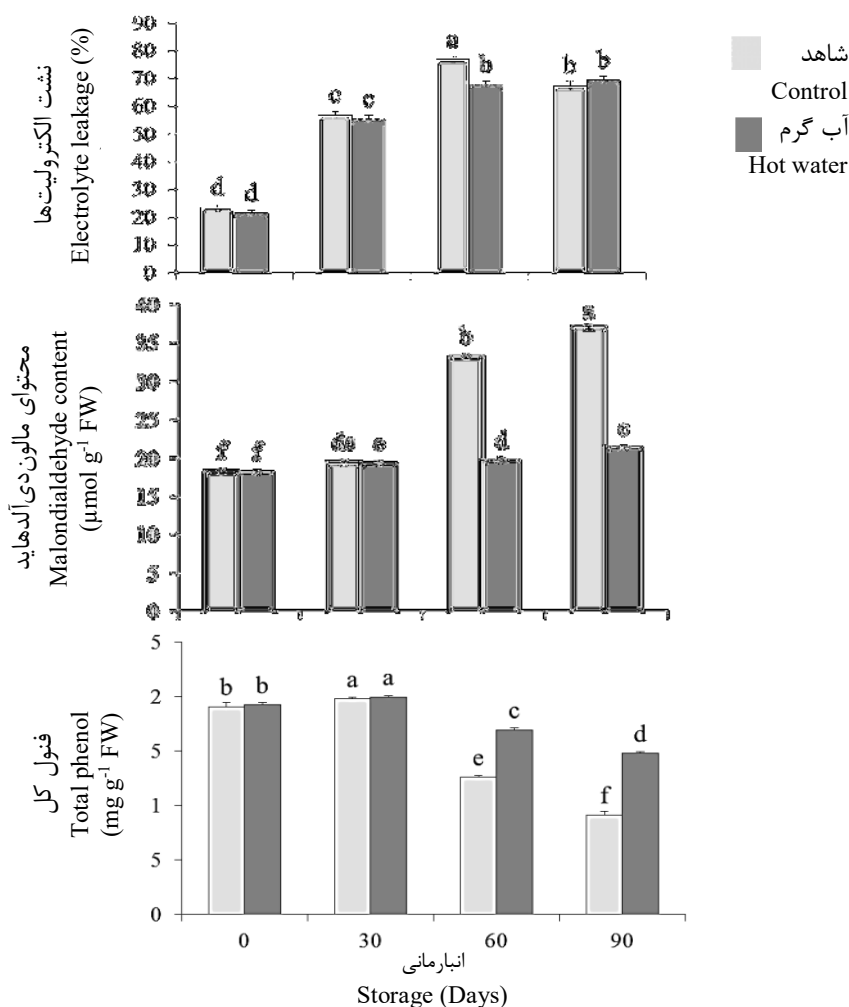 شاهد
Control
آب گرم
Hot water
نشت الکترولیت‌ها
Electrolyte leakage (%)
90
80
70
60
50
40
30
20
10
0
d d
c c
a b
b b
محتوای مالون‌دی‌آلدهاید
Malondialdehyde content
(µmol g-1 FW)
40
35
30
25
20
15
10
5
0
f f
e
b d
فنول کل
Total phenol
(mg g-1 FW)
5
2
5
1
5
0
b b
a a
e c
f d
0 30 60 90
انبارمانی
Storage (Days)